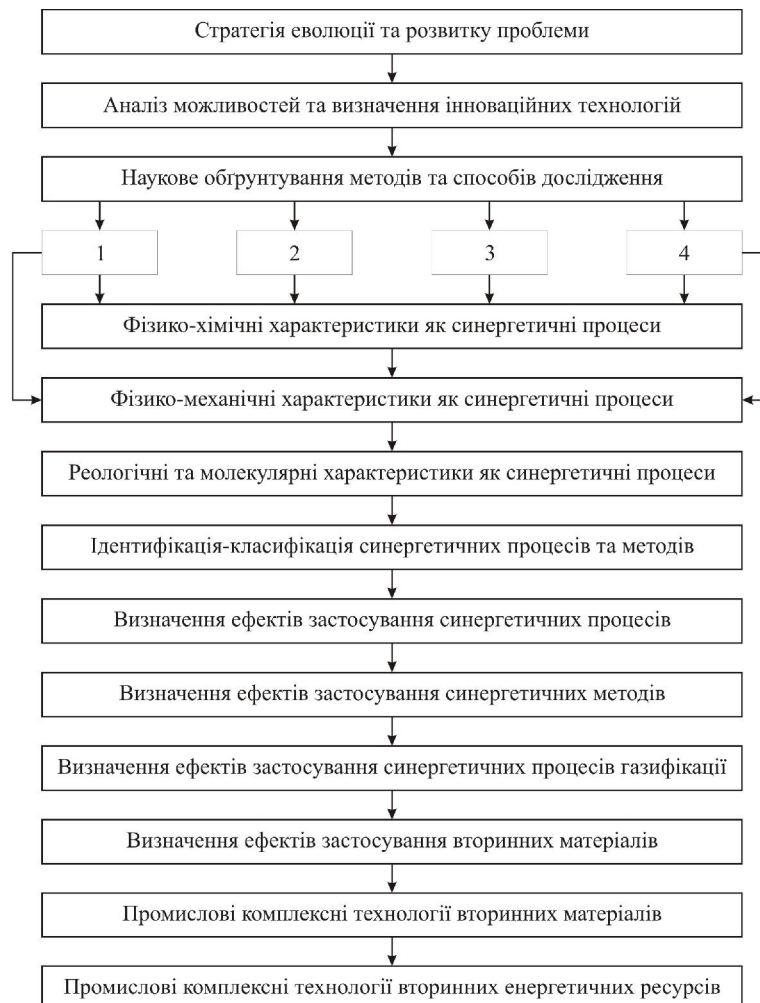 Стратегія еволюції та розвитку проблеми
Аналіз можливостей та визначення інноваційних технологій
Наукове обґрунтування методів та способів дослідження
1 2 3 4
Фізико-хімічні характеристики як синергетичні процеси
Фізико-механічні характеристики як синергетичні процеси
Реологічні та молекулярні характеристики як синергетичні процеси
Ідентифікація-класифікація синергетичних процесів та методів
Визначення ефектів застосування синергетичних процесів
Визначення ефектів застосування синергетичних методів
Визначення ефектів застосування синергетичних процесів газифікації
Визначення ефектів застосування вторинних матеріалів
Промислові комплексні технології вторинних матеріалів
Промислові комплексні технології вторинних енергетичних ресурсів